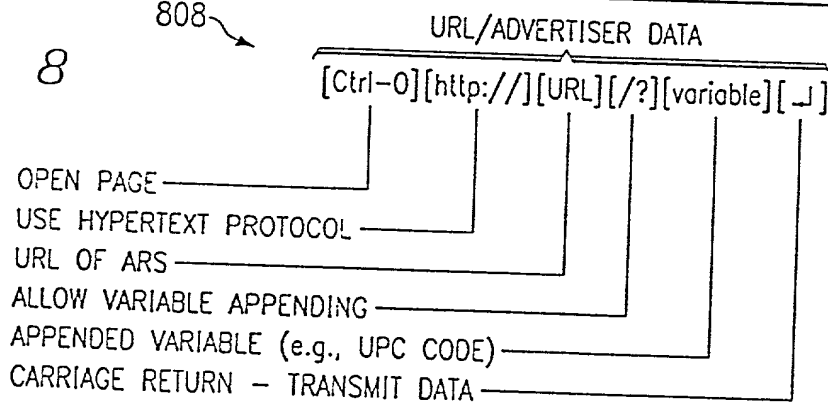 808
URL/ADVERTISER DATA
8
[Ctrl-O][http://][URL][/?][variable][↵]
OPEN PAGE
USE HYPERTEXT PROTOCOL
URL OF ARS
ALLOW VARIABLE APPENDING
APPENDED VARIABLE (e.g., UPC CODE)
CARRIAGE RETURN - TRANSMIT DATA